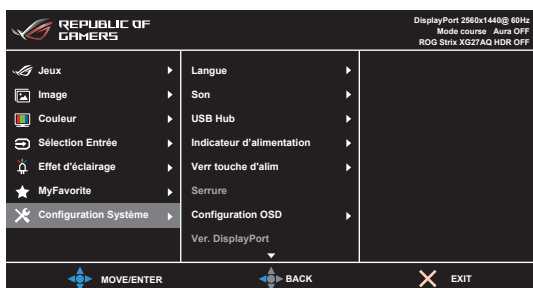 REPUBLIC OF
GAMERS
DisplayPort 2560x1440@ 60Hz
Mode course Aura OFF
ROG Strix XG27AQ HDR OFF
Jeux
Image
Couleur
Sélection Entrée
Effet d'éclairage
MyFavorite
Configuration Système
Langue
Son
USB Hub
Indicateur d'alimentation
Verr touche d'alim
Serrure
Configuration OSD
Ver. DisplayPort
MOVE/ENTER
BACK
EXIT